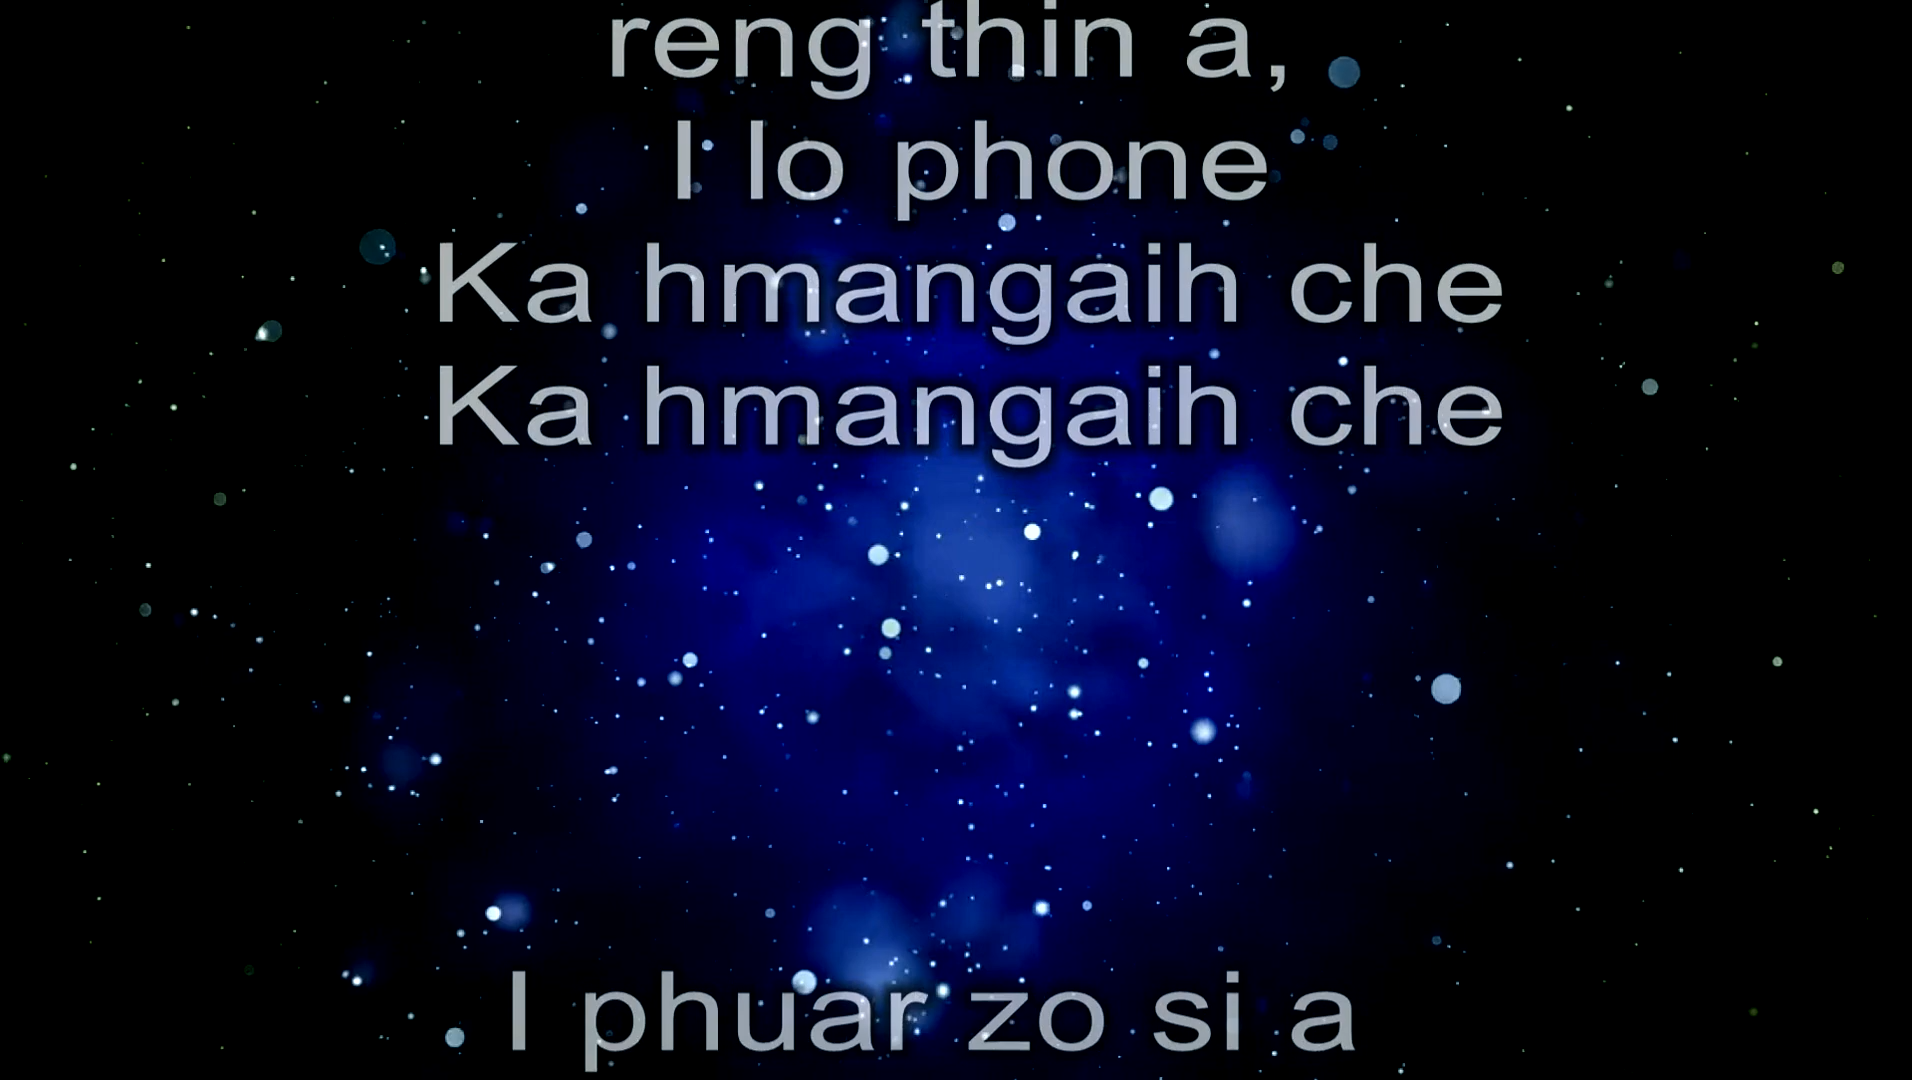 reng thin a,
I lo phone
Ka hmangaih che
Ka hmangaih che
I phuar zo si a